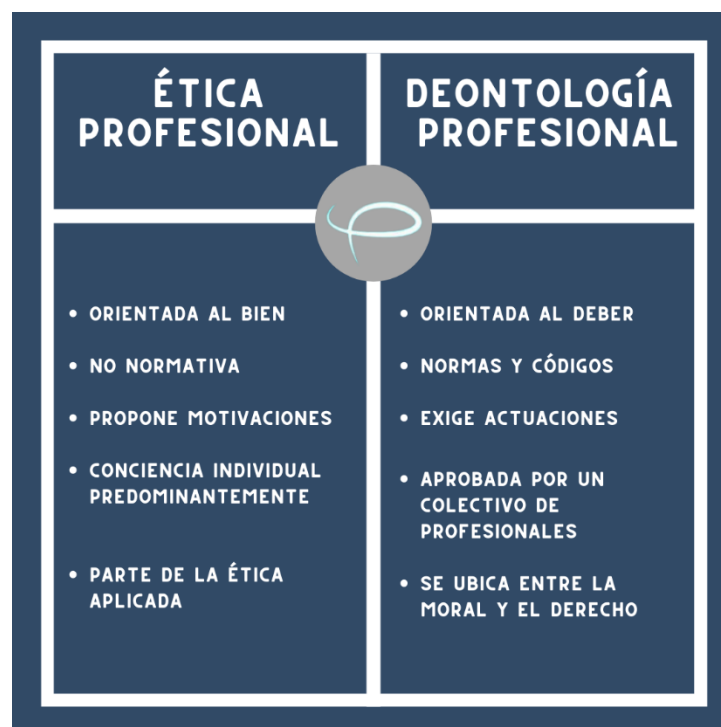 ÉTICA
PROFESIONAL
DEONTOLOGÍA
PROFESIONAL
• ORIENTADA AL BIEN
• NO NORMATIVA
• PROPONE MOTIVACIONES
• CONCIENCIA INDIVIDUAL
PREDOMINANTEMENTE
• PARTE DE LA ÉTICA
APLICADA
• ORIENTADA AL DEBER
• NORMAS Y CÓDIGOS
• EXIGE ACTUACIONES
• APROBADA POR UN
COLECTIVO DE
PROFESIONALES
• SE UBICA ENTRE LA
MORAL Y EL DERECHO